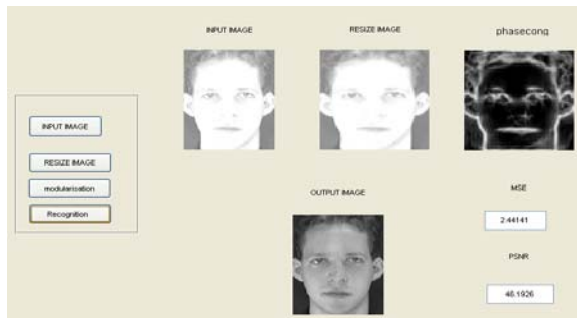 INPUT IMAGE
RESIZE IMAGE
phasecong
INPUT IMAGE
RESIZE IMAGE
modularisation
Recognition
OUTPUT IMAGE
MSE
2.44141
PSNR
46.1926